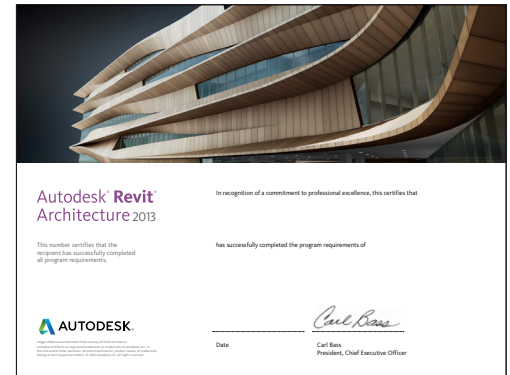 Autodesk® Revit®
Architecture 2013
In recognition of a commitment to professional excellence, this certifies that
This number certifies that the
recipient has successfully completed
all program requirements.
has successfully completed the program requirements of
AUTODESK.
Carl Bass
Date
Carl Bass
President, Chief Executive Officer